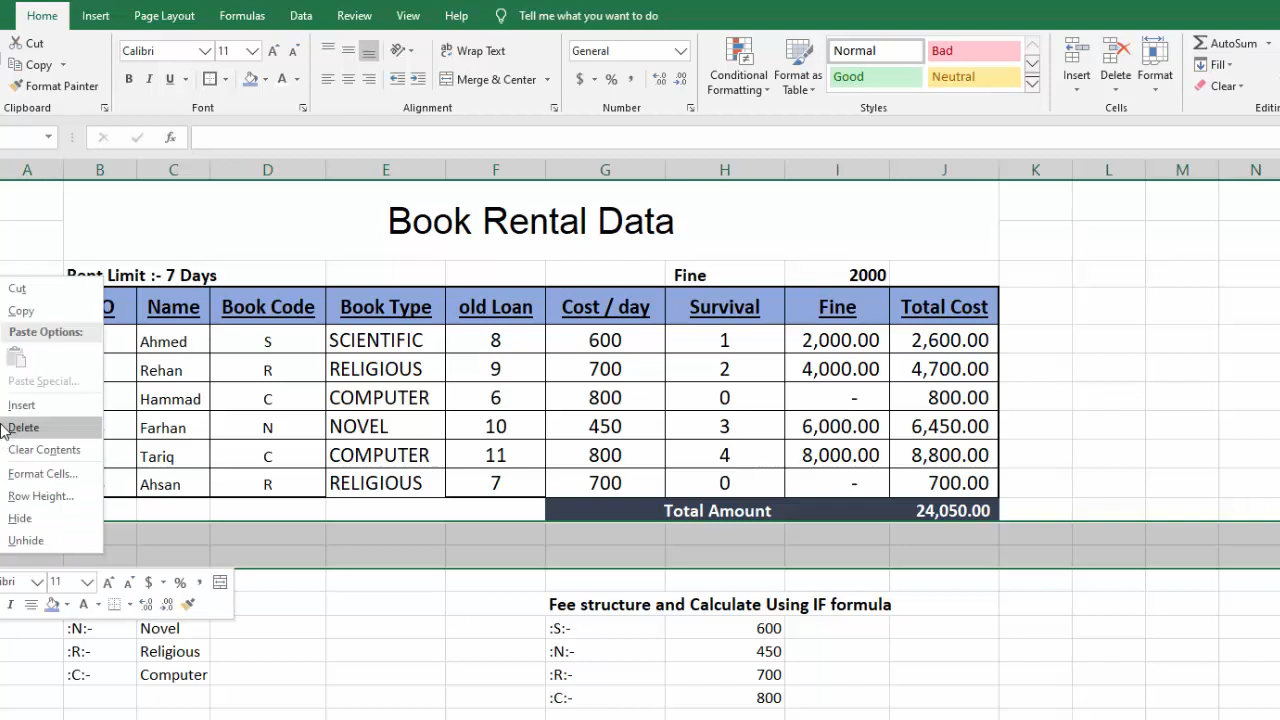 Home Insert Page Layout Formulas Data Review View Help Tell me what you want to do
Cut
Copy
Format Painter
Calibri 11
B I U A
ab Wrap Text
Merge & Center
General
$ % ,
Conditional Formatting
Format as Table
Normal Bad
Good Neutral
Insert Delete Format
AutoSum
Fill
Clear
Clipboard Font Alignment Number Styles Cells
fx
A B C D E F G H I J K L M N
Book Rental Data
Rent Limit :- 7 Days Fine 2000
Name Book Code Book Type old Loan Cost / day Survival Fine Total Cost
Ahmed S SCIENTIFIC 8 600 1 2,000.00 2,600.00
Rehan R RELIGIOUS 9 700 2 4,000.00 4,700.00
Hammad C COMPUTER 6 800 0 - 800.00
Farhan N NOVEL 10 450 3 6,000.00 6,450.00
Tariq C COMPUTER 11 800 4 8,000.00 8,800.00
Ahsan R RELIGIOUS 7 700 0 - 700.00
Total Amount 24,050.00
Cut
Copy
Paste Options:
Paste Special...
Insert
Delete
Clear Contents
Format Cells...
Row Height...
Hide
Unhide
11 A A $ % ,
I A
Fee structure and Calculate Using IF formula
:N:- Novel :S:- 600
:R:- Religious :N:- 450
:C:- Computer :R:- 700
:C:- 800